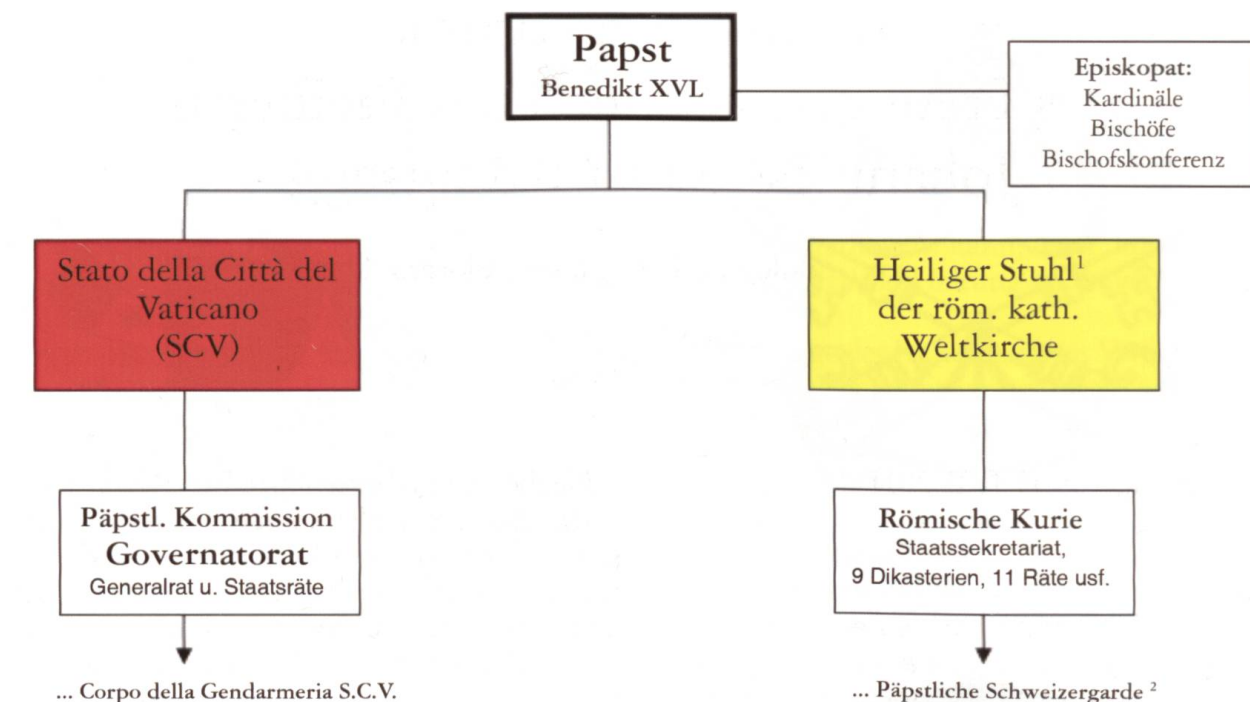 Papst
Benedikt XVL
Episkopat:
Kardinäle
Bischöfe
Bischofskonferenz
Stato della Città del
Vaticano
(SCV)
Heiliger Stuhl¹
der röm. kath.
Weltkirche
Päpstl. Kommission
Governatorat
Generalrat u. Staatsräte
Römische Kurie
Staatssekretariat,
9 Dikasterien, 11 Räte usf.
... Corpo della Gendarmeria S.C.V.
... Päpstliche Schweizergarde ²